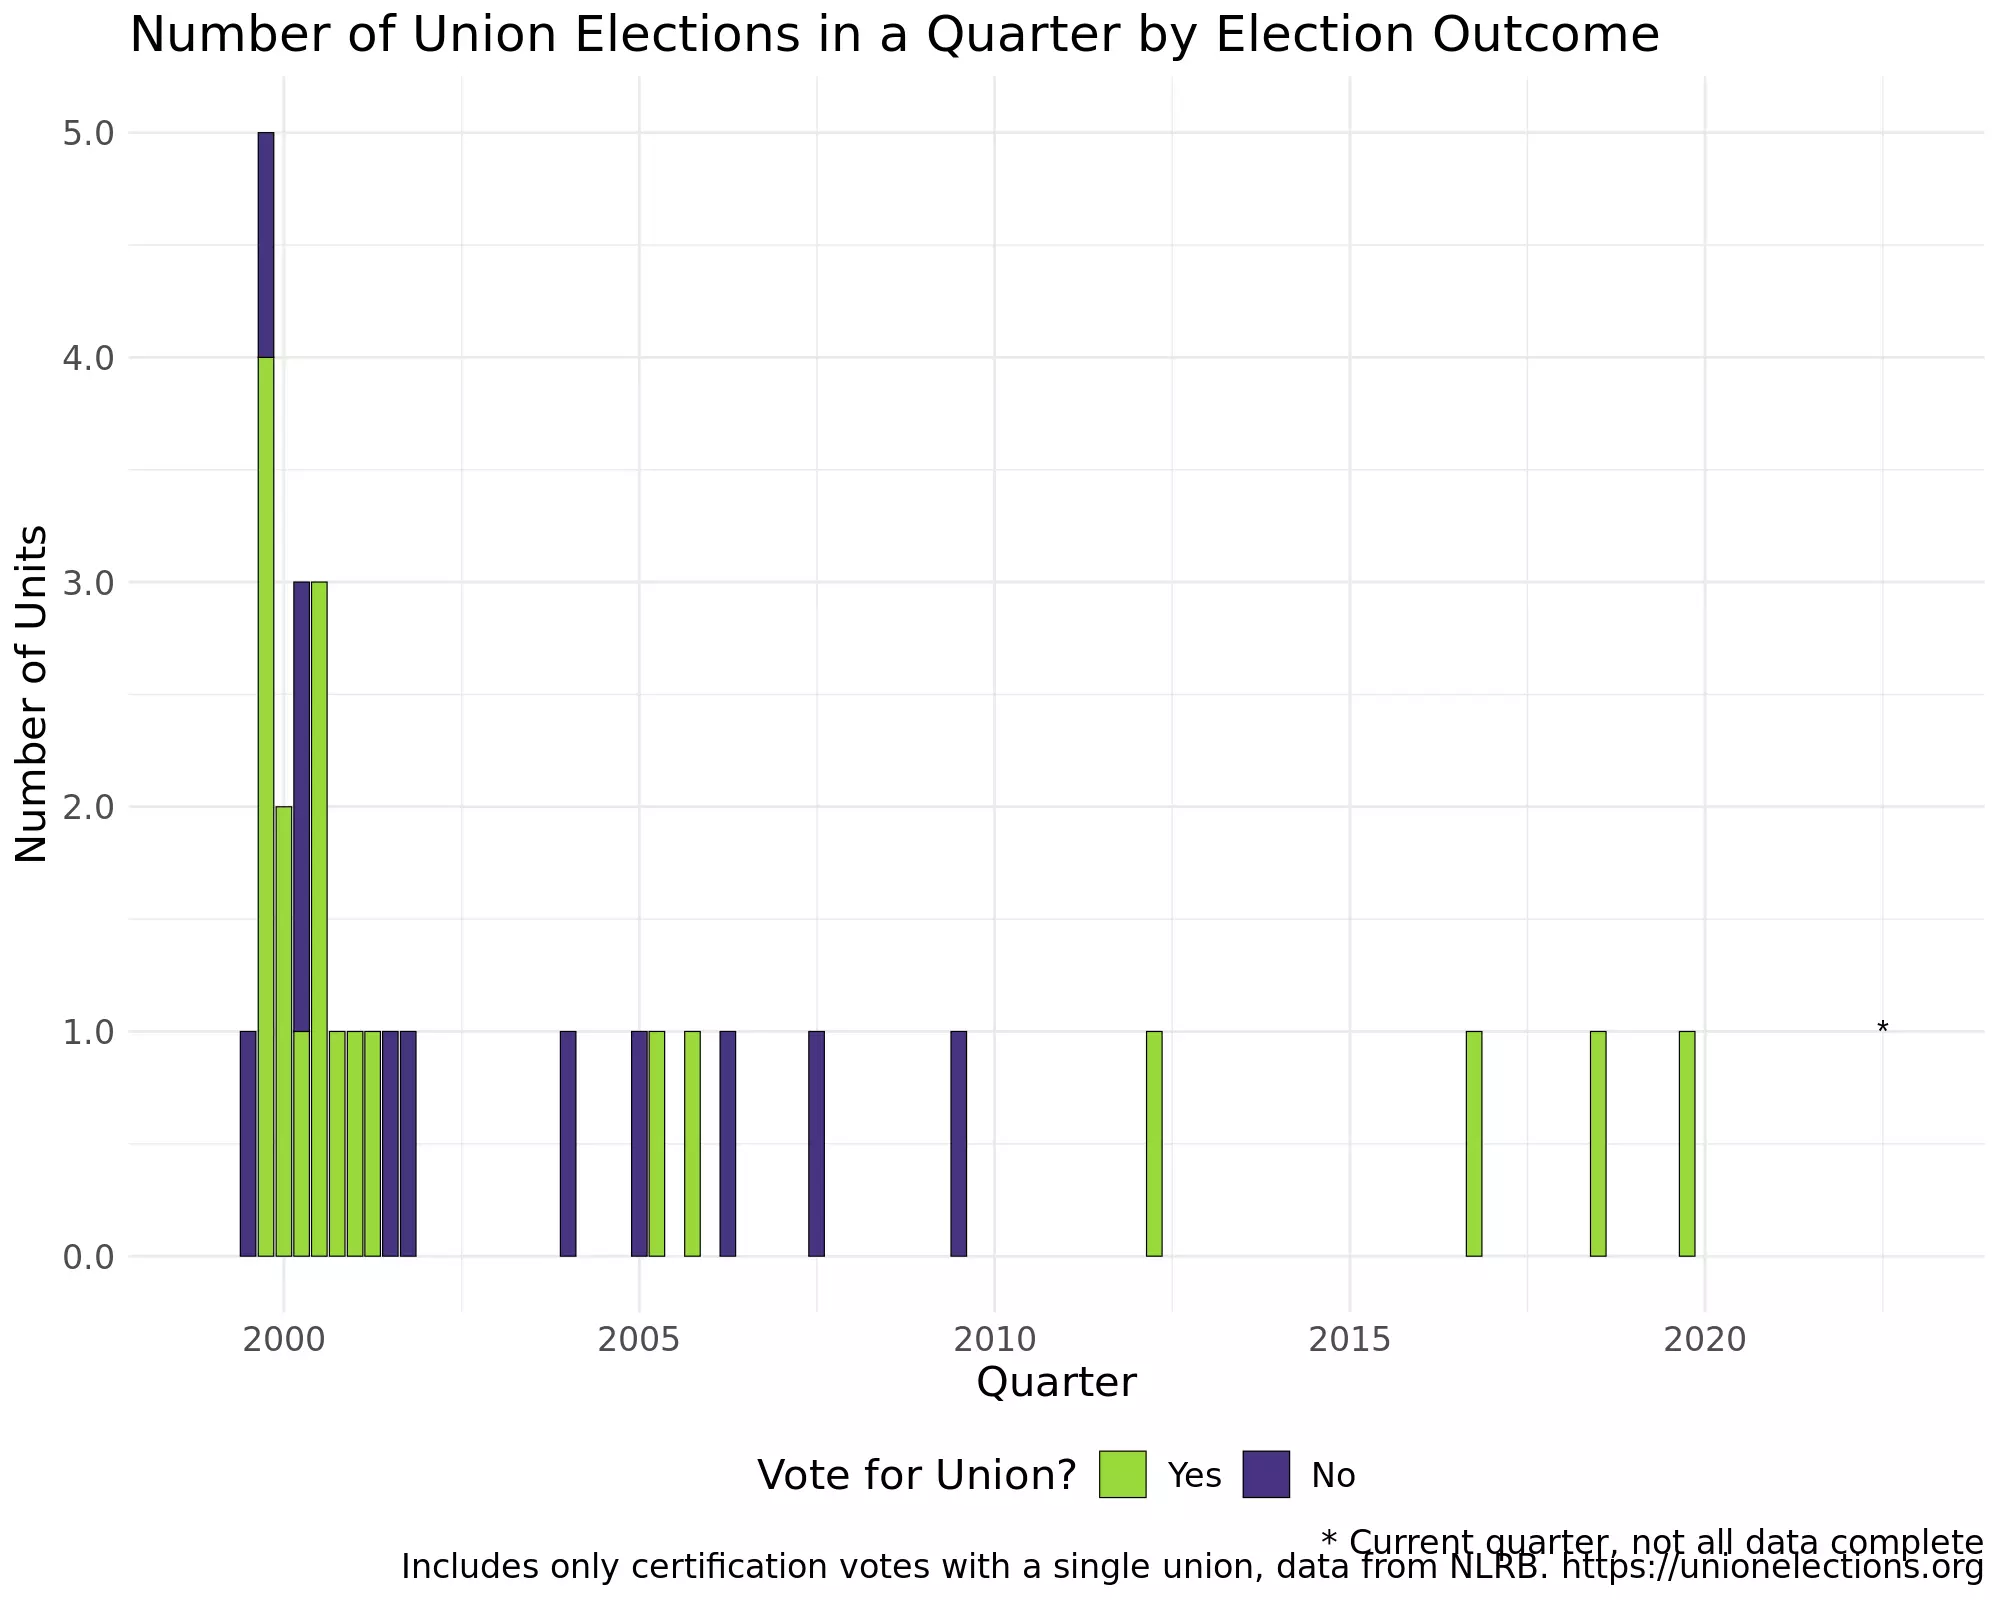 Number of Union Elections in a Quarter by Election Outcome
Number of Units
5.0
4.0
3.0
2.0
1.0
0.0
*
2000 2005 2010 2015 2020
Quarter
Vote for Union? Yes No
* Current quarter, not all data complete
Includes only certification votes with a single union, data from NLRB. https://unionelections.org